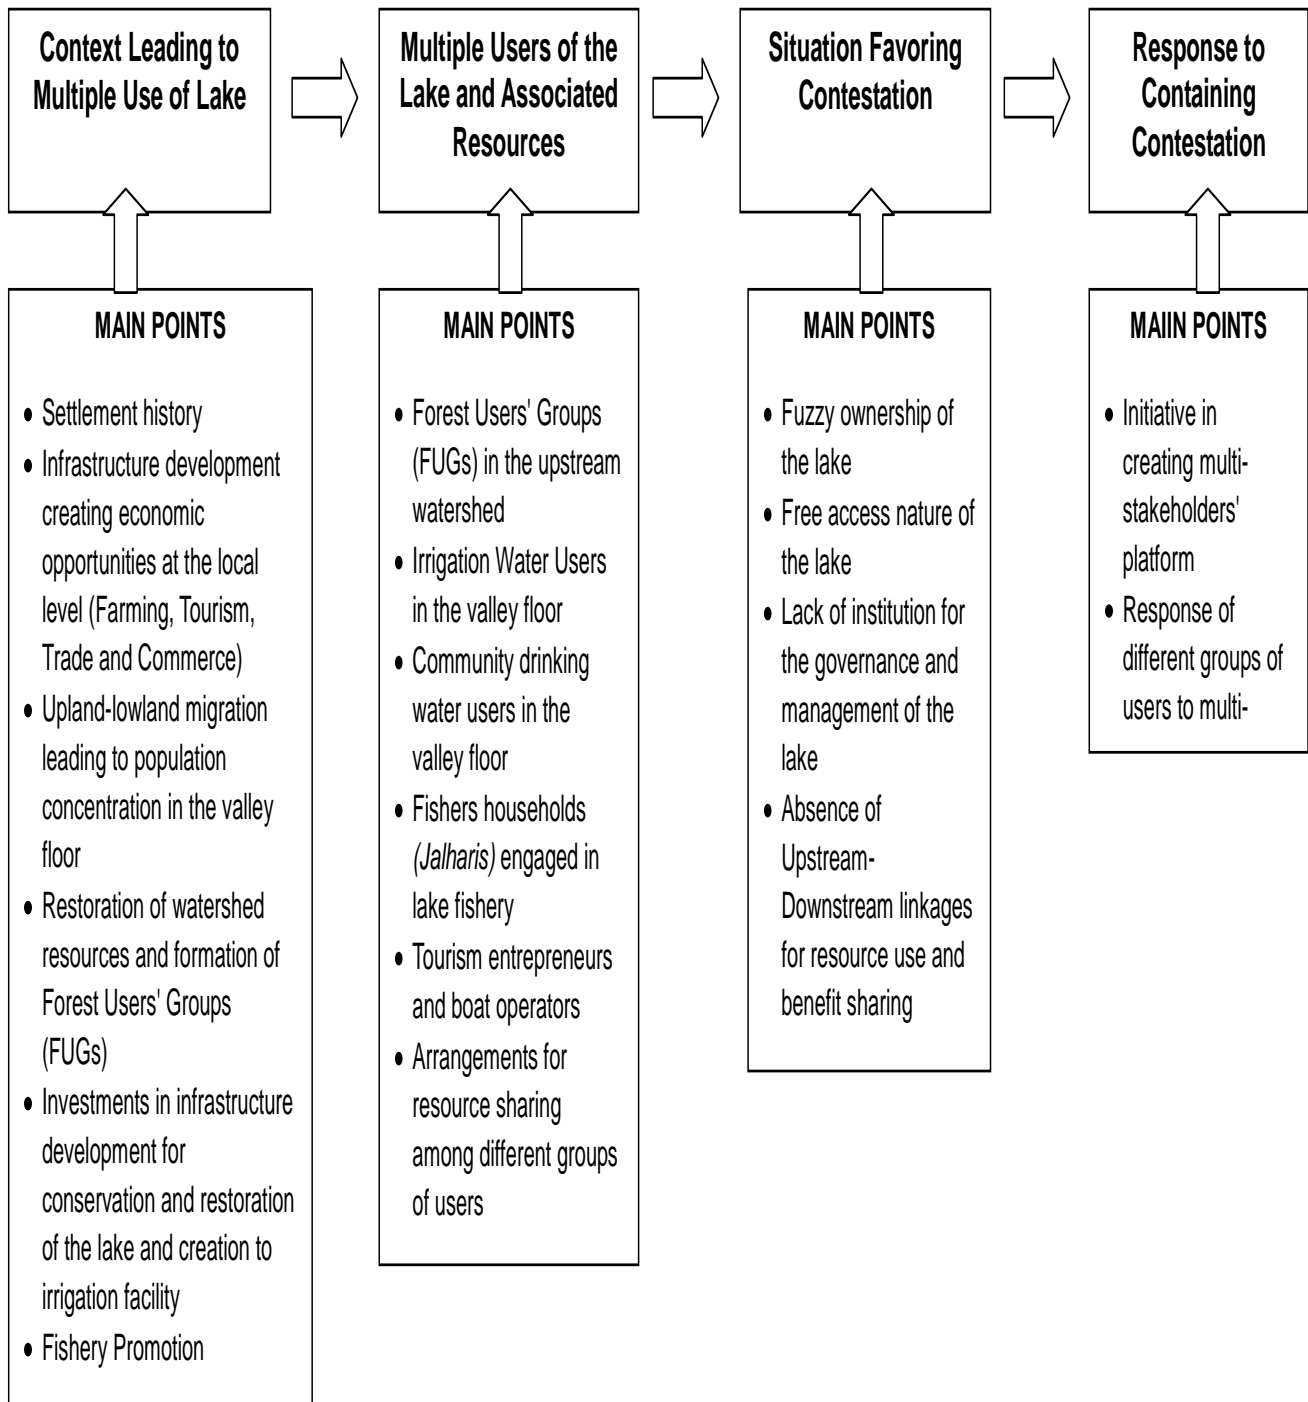 Context Leading to
Multiple Use of Lake
Multiple Users of the
Lake and Associated
Resources
Situation Favoring
Contestation
Response to
Containing
Contestation
MAIN POINTS
• Settlement history
• Infrastructure development
creating economic
opportunities at the local
level (Farming, Tourism,
Trade and Commerce)
• Upland-lowland migration
leading to population
concentration in the valley
floor
• Restoration of watershed
resources and formation of
Forest Users' Groups
(FUGs)
• Investments in infrastructure
development for
conservation and restoration
of the lake and creation to
irrigation facility
• Fishery Promotion
MAIN POINTS
• Forest Users' Groups
(FUGs) in the upstream
watershed
• Irrigation Water Users
in the valley floor
• Community drinking
water users in the
valley floor
• Fishers households
(Jalharis) engaged in
lake fishery
• Tourism entrepreneurs
and boat operators
• Arrangements for
resource sharing
among different groups
of users
MAIN POINTS
• Fuzzy ownership of
the lake
• Free access nature of
the lake
• Lack of institution for
the governance and
management of the
lake
• Absence of
Upstream-
Downstream linkages
for resource use and
benefit sharing
MAIIN POINTS
• Initiative in
creating multi-
stakeholders'
platform
• Response of
different groups of
users to multi-